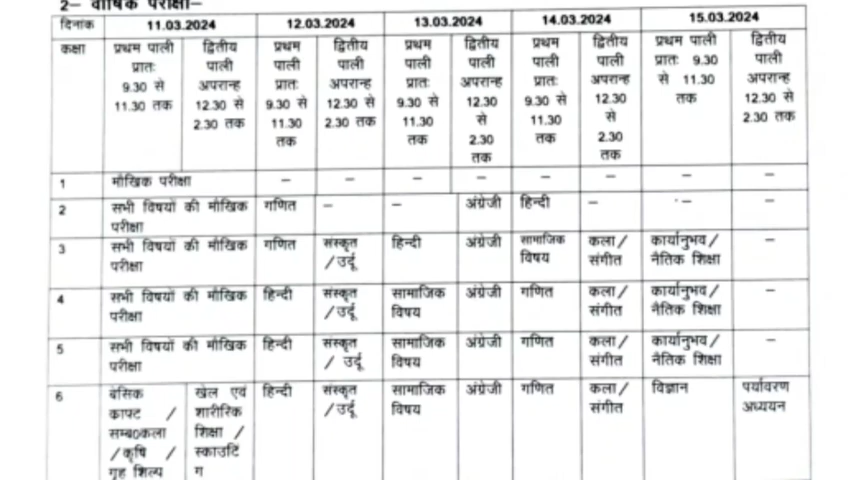 2– वार्षिक परीक्षा–
दिनांक 11.03.2024 12.03.2024 13.03.2024 14.03.2024 15.03.2024
कक्षा प्रथम पाली प्रातः 9.30 से 11.30 तक द्वितीय पाली अपरान्ह 12.30 से 2.30 तक प्रथम पाली प्रातः 9.30 से 11.30 तक द्वितीय पाली अपरान्ह 12.30 से 2.30 तक प्रथम पाली प्रातः 9.30 से 11.30 तक द्वितीय पाली अपरान्ह 12.30 से 2.30 तक प्रथम पाली प्रातः 9.30 से 11.30 तक द्वितीय पाली अपरान्ह 12.30 से 2.30 तक प्रथम पाली प्रातः 9.30 से 11.30 तक द्वितीय पाली अपरान्ह 12.30 से 2.30 तक
1 मौखिक परीक्षा – – – – – – – –
2 सभी विषयों की मौखिक परीक्षा गणित – – अंग्रेजी हिन्दी – – –
3 सभी विषयों की मौखिक परीक्षा गणित संस्कृत /उर्दू हिन्दी अंग्रेजी सामाजिक विषय कला/ संगीत कार्यानुभव/ नैतिक शिक्षा –
4 सभी विषयों की मौखिक परीक्षा हिन्दी संस्कृत /उर्दू सामाजिक विषय अंग्रेजी गणित कला/ संगीत कार्यानुभव/ नैतिक शिक्षा –
5 सभी विषयों की मौखिक परीक्षा हिन्दी संस्कृत / उर्दू सामाजिक विषय अंग्रेजी गणित कला/ संगीत कार्यानुभव/ नैतिक शिक्षा –
6 बेसिक काफ्ट / सम्ब0कला /कृषि / गृह शिल्प खेल एवं शारीरिक शिक्षा / स्काउटिं ग हिन्दी संस्कृत /उर्दू सामाजिक विषय अंग्रेजी गणित कला/ संगीत विज्ञान पर्यावरण अध्ययन